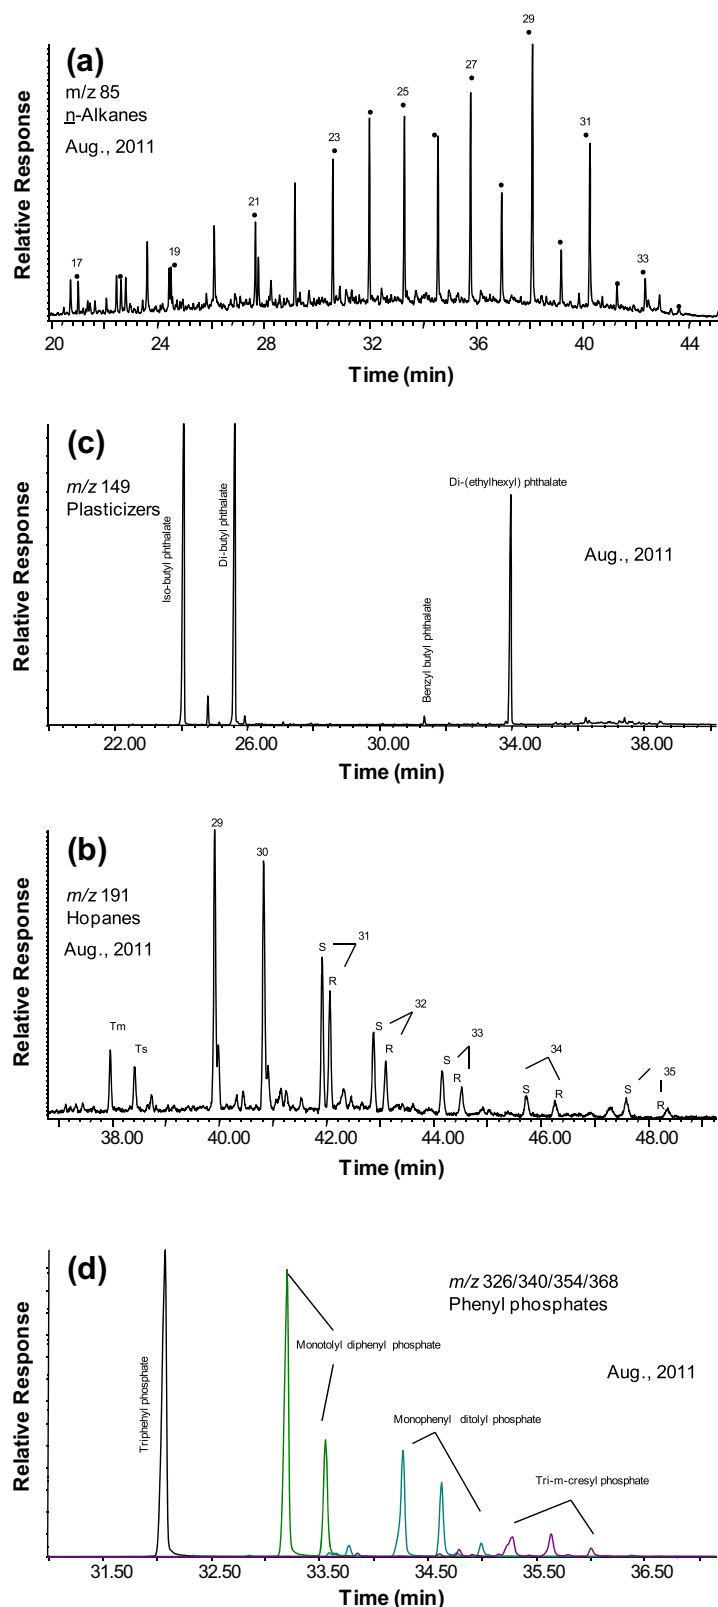 (a)
m/z 85
n-Alkanes
Aug., 2011
17
19
21
23
25
27
29
31
33
Relative Response
20 24 28 32 36 40 44
Time (min)
(c)
m/z 149
Plasticizers
Iso-butyl phthalate
Di-butyl phthalate
Benzyl butyl phthalate
Di-(ethylhexyl) phthalate
Aug., 2011
Relative Response
22.00 26.00 30.00 34.00 38.00
Time (min)
(b)
m/z 191
Hopanes
Aug., 2011
Tm
Ts
29
30
S R 31
S R 32
S R 33
S R 34
S R 35
Relative Response
38.00 40.00 42.00 44.00 46.00 48.00
Time (min)
(d)
m/z 326/340/354/368
Phenyl phosphates
Aug., 2011
Triphehyl phosphate
Monotolyl diphenyl phosphate
Monophenyl ditolyl phosphate
Tri-m-cresyl phosphate
Relative Response
31.50 32.50 33.50 34.50 35.50 36.50
Time (min)